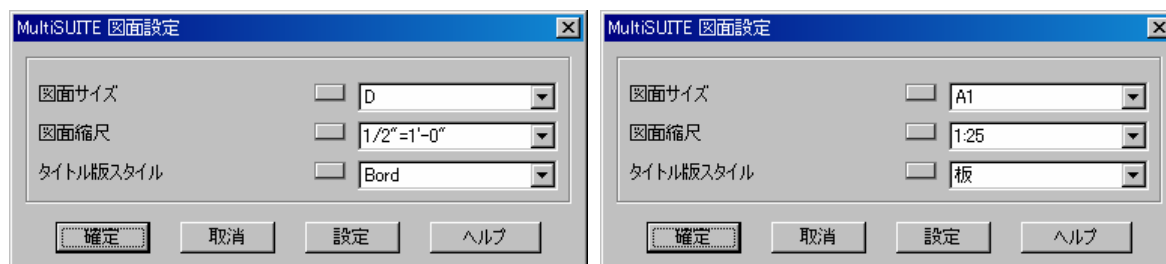 MultiSUITE 図面設定
図面サイズ D
図面縮尺 1/2"=1'-0"
タイトル版スタイル Bord
確定 取消 設定 ヘルプ
MultiSUITE 図面設定
図面サイズ A1
図面縮尺 1:25
タイトル版スタイル 板
確定 取消 設定 ヘルプ